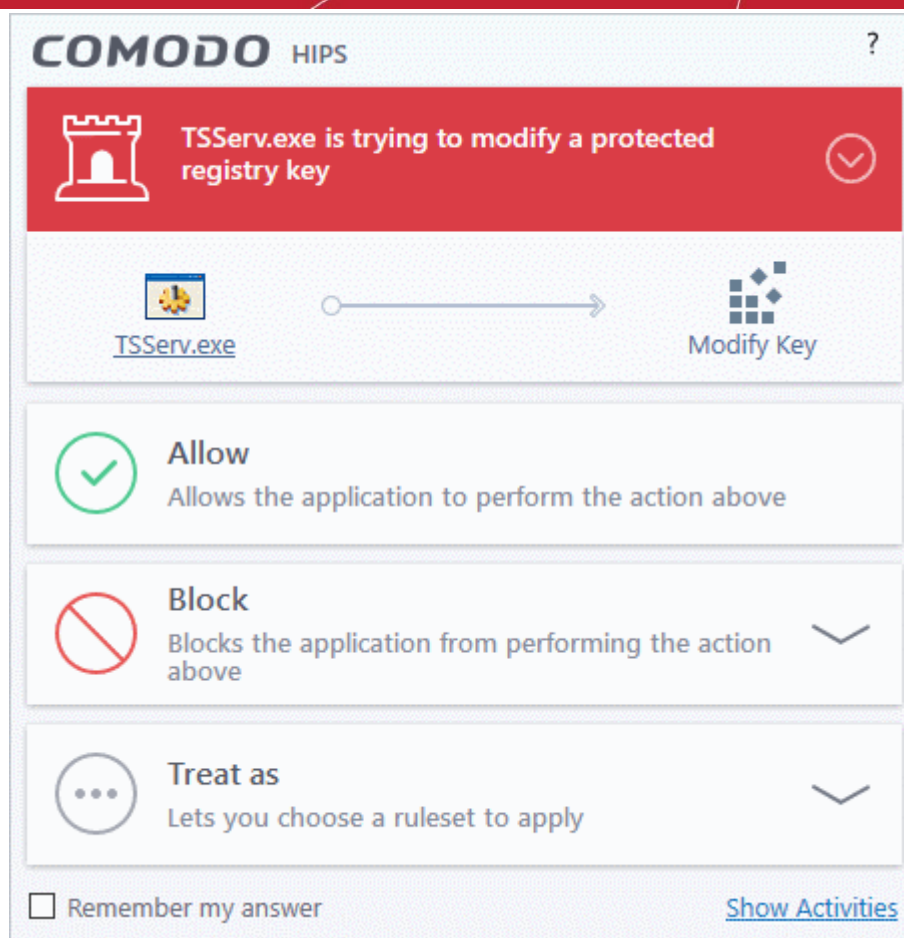 COMODO HIPS ?
TSServ.exe is trying to modify a protected
registry key
TSServ.exe
Modify Key
Allow
Allows the application to perform the action above
Block
Blocks the application from performing the action
above
Treat as
Lets you choose a ruleset to apply
Remember my answer
Show Activities